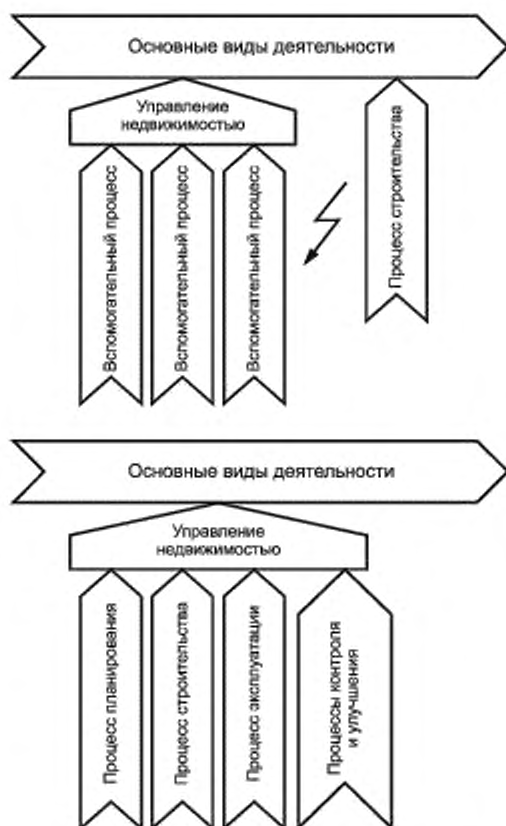 Основные виды деятельности
Управление
недвижимостью
Вспомогательный процесс
Вспомогательный процесс
Вспомогательный процесс
Процесс строительства
Основные виды деятельности
Управление
недвижимостью
Процесс планирования
Процесс строительства
Процесс эксплуатации
Процессы контроля
и улучшения